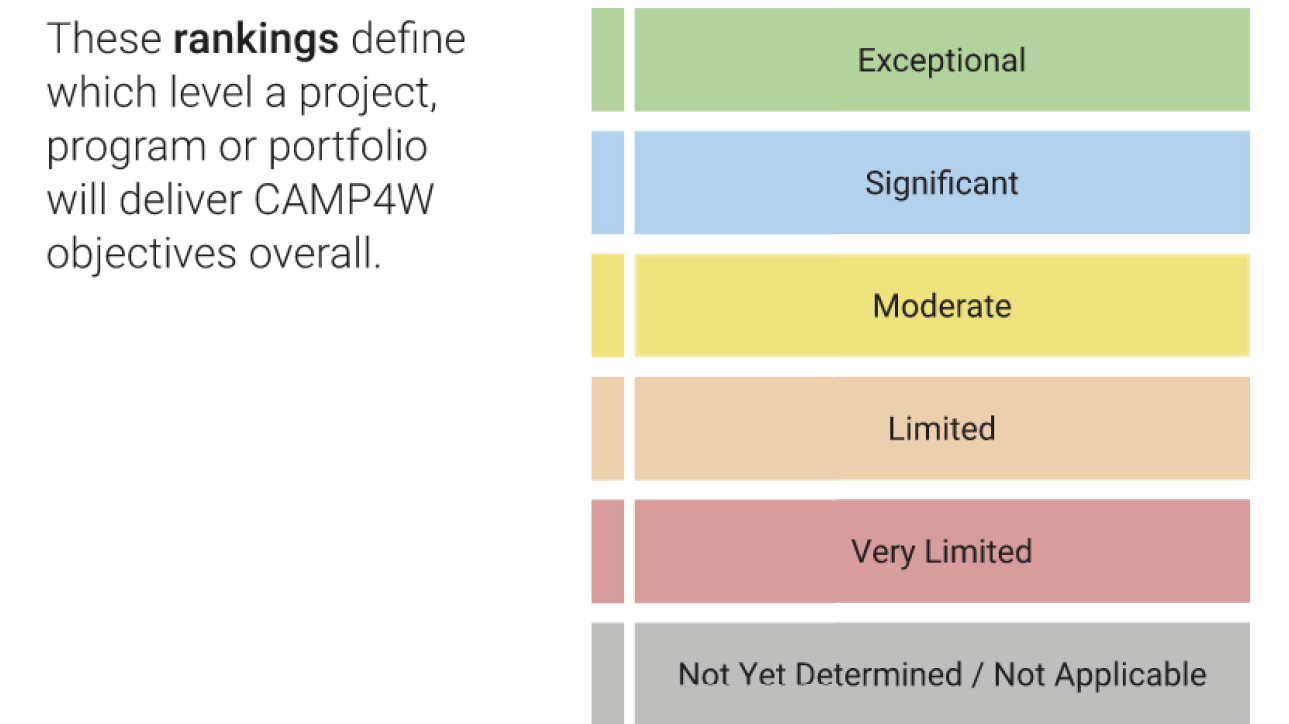 These rankings define
which level a project,
program or portfolio
will deliver CAMP4W
objectives overall.
Exceptional
Significant
Moderate
Limited
Very Limited
Not Yet Determined / Not Applicable